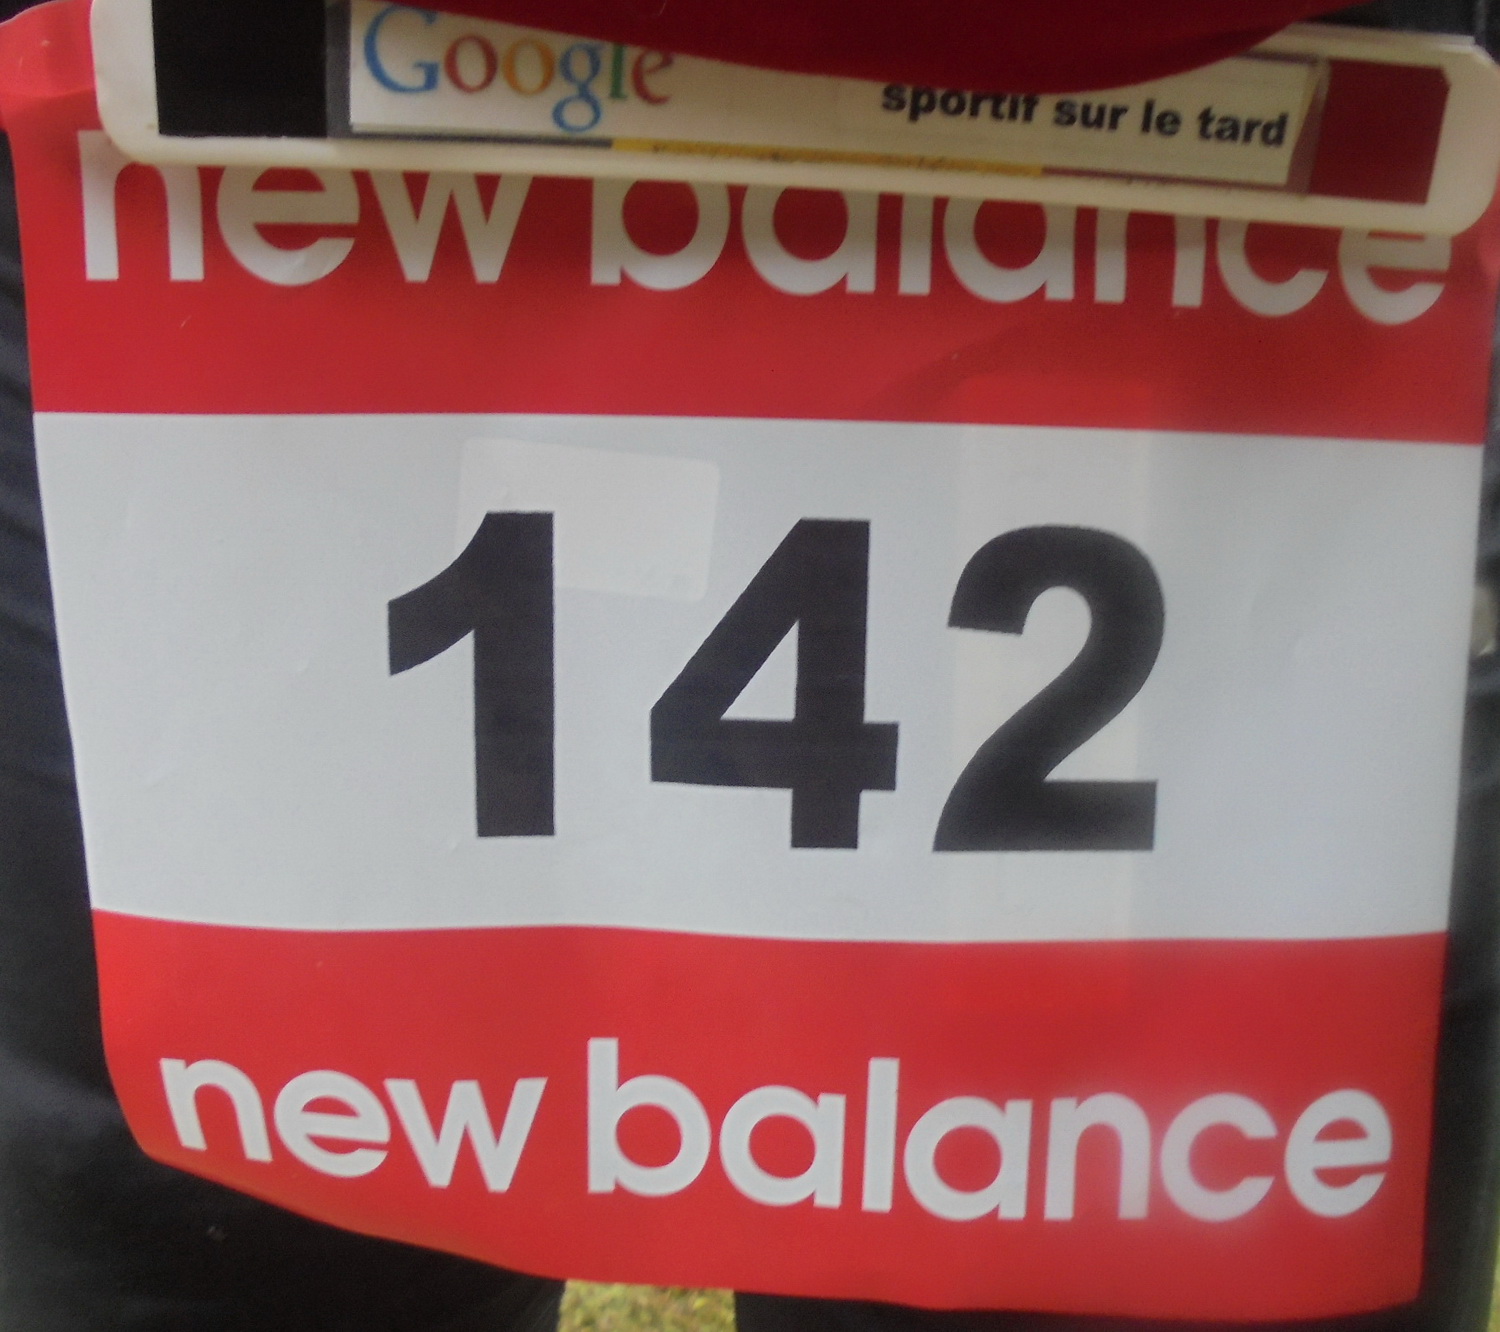 Google
sportif sur le tard
new balance
142
new balance